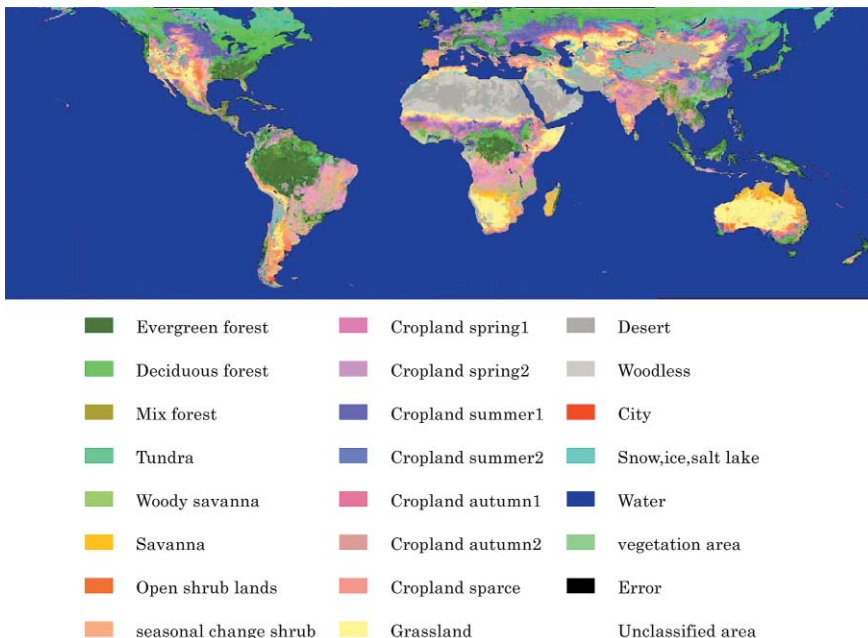 Evergreen forest
Deciduous forest
Mix forest
Tundra
Woody savanna
Savanna
Open shrub lands
seasonal change shrub
Cropland spring1
Cropland spring2
Cropland summer1
Cropland summer2
Cropland autumn1
Cropland autumn2
Cropland sparce
Grassland
Desert
Woodless
City
Snow,ice,salt lake
Water
vegetation area
Error
Unclassified area